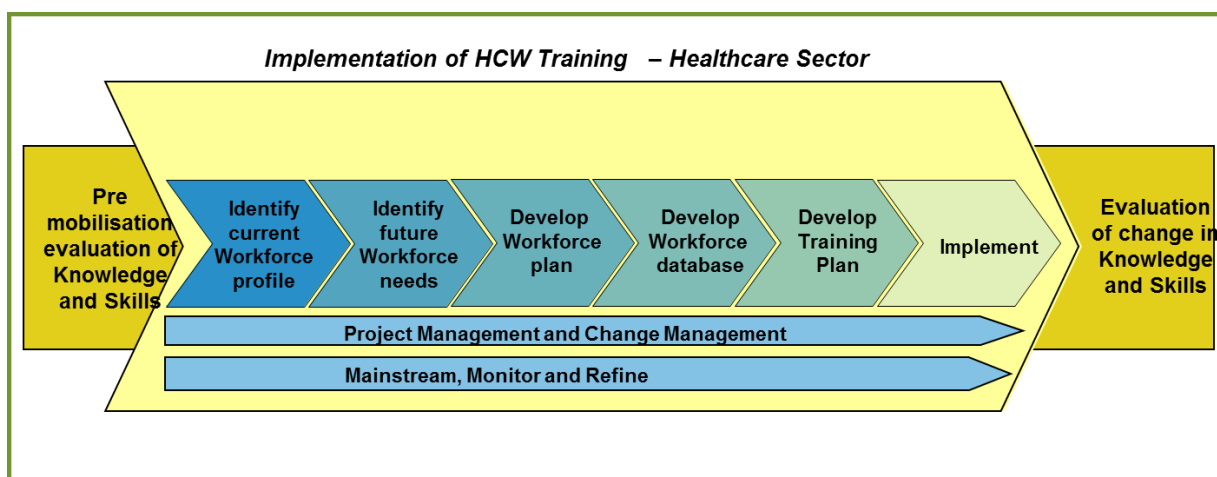 Implementation of HCW Training – Healthcare Sector
Pre
mobilisation
evaluation of
Knowledge
and Skills
Identify
current
Workforce
profile
Identify
future
Workforce
needs
Develop
Workforce
plan
Develop
Workforce
database
Develop
Training
Plan
Implement
Evaluation
of change in
Knowledge
and Skills
Project Management and Change Management
Mainstream, Monitor and Refine